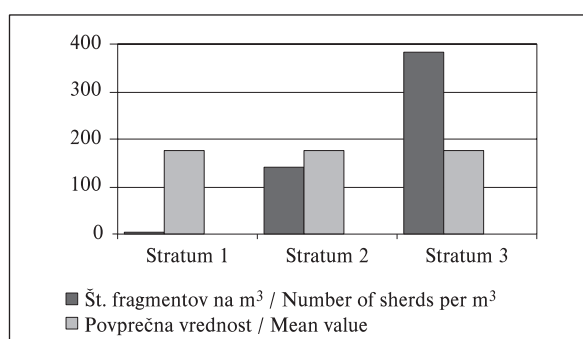 400
300
200
100
0
Stratum 1 Stratum 2 Stratum 3
Št. fragmentov na m³ / Number of sherds per m³
Povprečna vrednost / Mean value